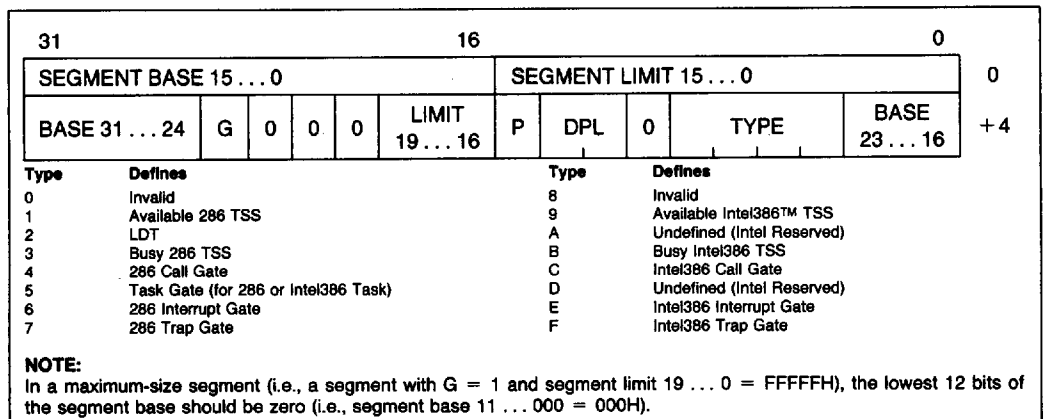 31 16 0
SEGMENT BASE 15 . . . 0 SEGMENT LIMIT 15 . . . 0 0
BASE 31 . . . 24 G 0 0 0 LIMIT 19 . . . 16 P DPL 0 TYPE BASE 23 . . . 16 +4
Type Defines Type Defines
0 Invalid 8 Invalid
1 Available 286 TSS 9 Available Intel386™ TSS
2 LDT A Undefined (Intel Reserved)
3 Busy 286 TSS B Busy Intel386 TSS
4 286 Call Gate C Intel386 Call Gate
5 Task Gate (for 286 or Intel386 Task) D Undefined (Intel Reserved)
6 286 Interrupt Gate E Intel386 Interrupt Gate
7 286 Trap Gate F Intel386 Trap Gate
NOTE:
In a maximum-size segment (i.e., a segment with G = 1 and segment limit 19 . . . 0 = FFFFFH), the lowest 12 bits of
the segment base should be zero (i.e., segment base 11 . . . 000 = 000H).